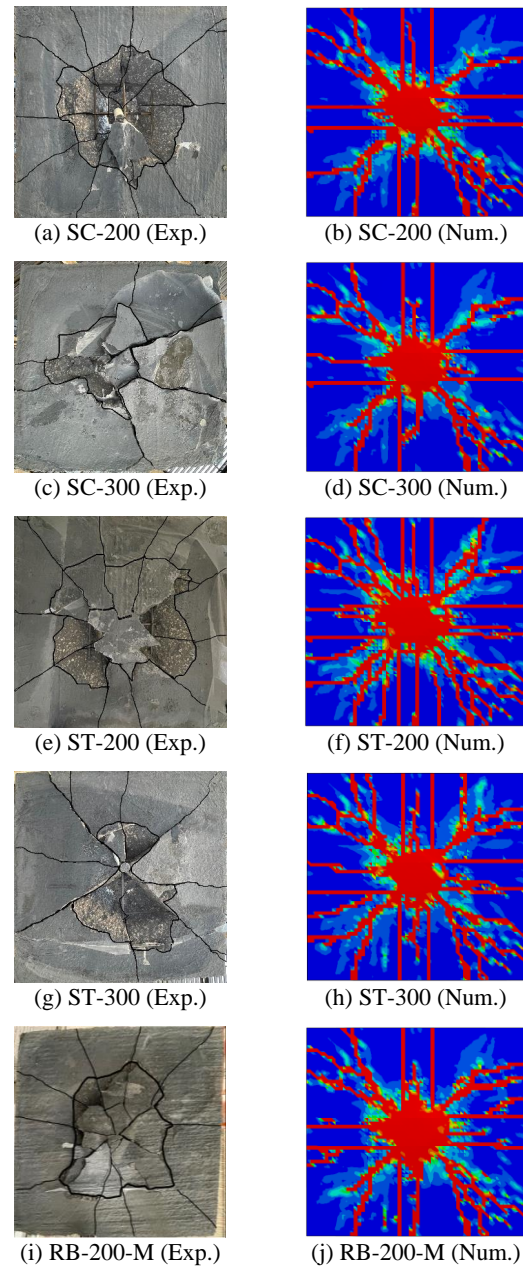 (a) SC-200 (Exp.)
(b) SC-200 (Num.)
(c) SC-300 (Exp.)
(d) SC-300 (Num.)
(e) ST-200 (Exp.)
(f) ST-200 (Num.)
(g) ST-300 (Exp.)
(h) ST-300 (Num.)
(i) RB-200-M (Exp.)
(j) RB-200-M (Num.)